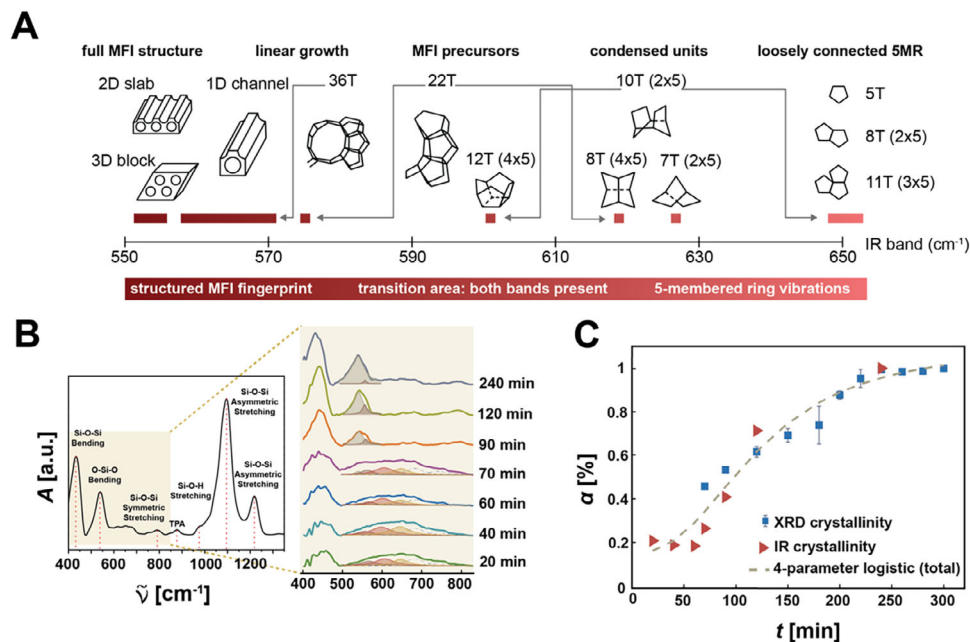 A
full MFI structure
linear growth
MFI precursors
condensed units
loosely connected 5MR
2D slab
1D channel
36T
22T
10T (2x5)
5T
3D block
12T (4x5)
8T (4x5)
7T (2x5)
8T (2x5)
11T (3x5)
550
570
590
610
630
650
IR band (cm⁻¹)
structured MFI fingerprint
transition area: both bands present
5-membered ring vibrations
B
A [a.u.]
Si-O-Si
Bending
O-Si-O
Bending
Si-O-Si
Symmetric
Stretching
TPA
Si-O-H
Stretching
Si-O-Si
Asymmetric
Stretching
Si-O-Si
Asymmetric
Stretching
400 600 800 1000 1200
ṽ [cm⁻¹]
240 min
120 min
90 min
70 min
60 min
40 min
20 min
400 500 600 700 800
C
α [%]
1
0.8
0.6
0.4
0.2
0
XRD crystallinity
IR crystallinity
4-parameter logistic (total)
0 50 100 150 200 250 300
t [min]